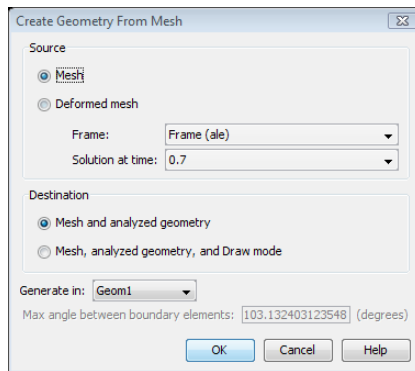 Create Geometry From Mesh
Source
Mesh
Deformed mesh
Frame: Frame (ale)
Solution at time: 0.7
Destination
Mesh and analyzed geometry
Mesh, analyzed geometry, and Draw mode
Generate in: Geom1
Max angle between boundary elements: 103.132403123548 (degrees)
OK Cancel Help